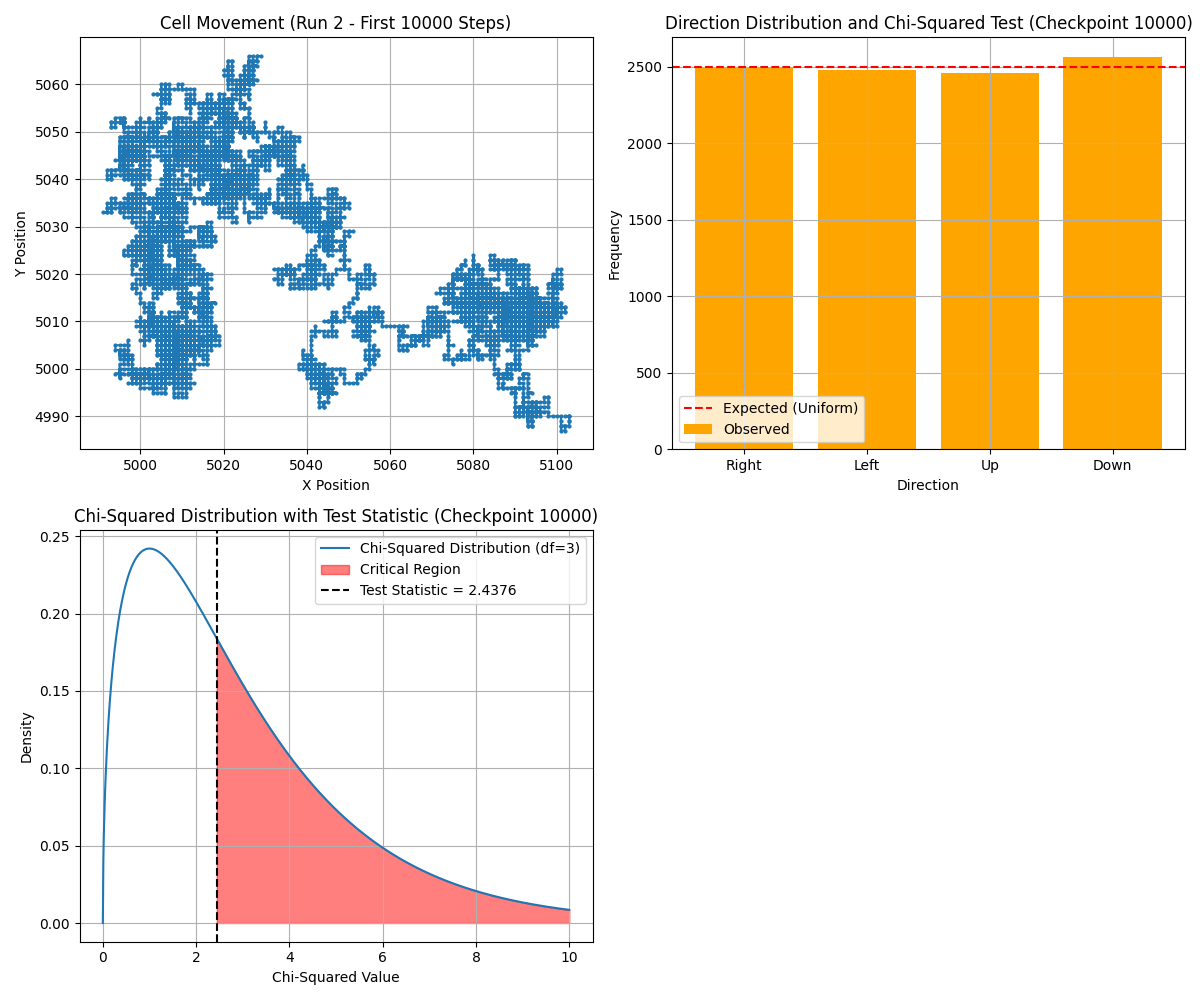 Cell Movement (Run 2 - First 10000 Steps)
Y Position
5060
5050
5040
5030
5020
5010
5000
4990
5000 5020 5040 5060 5080 5100
X Position
Direction Distribution and Chi-Squared Test (Checkpoint 10000)
Frequency
2500
2000
1500
1000
500
0
Expected (Uniform)
Observed
Right Left Up Down
Direction
Chi-Squared Distribution with Test Statistic (Checkpoint 10000)
Density
0.25
0.20
0.15
0.10
0.05
0.00
Chi-Squared Distribution (df=3)
Critical Region
Test Statistic = 2.4376
0 2 4 6 8 10
Chi-Squared Value